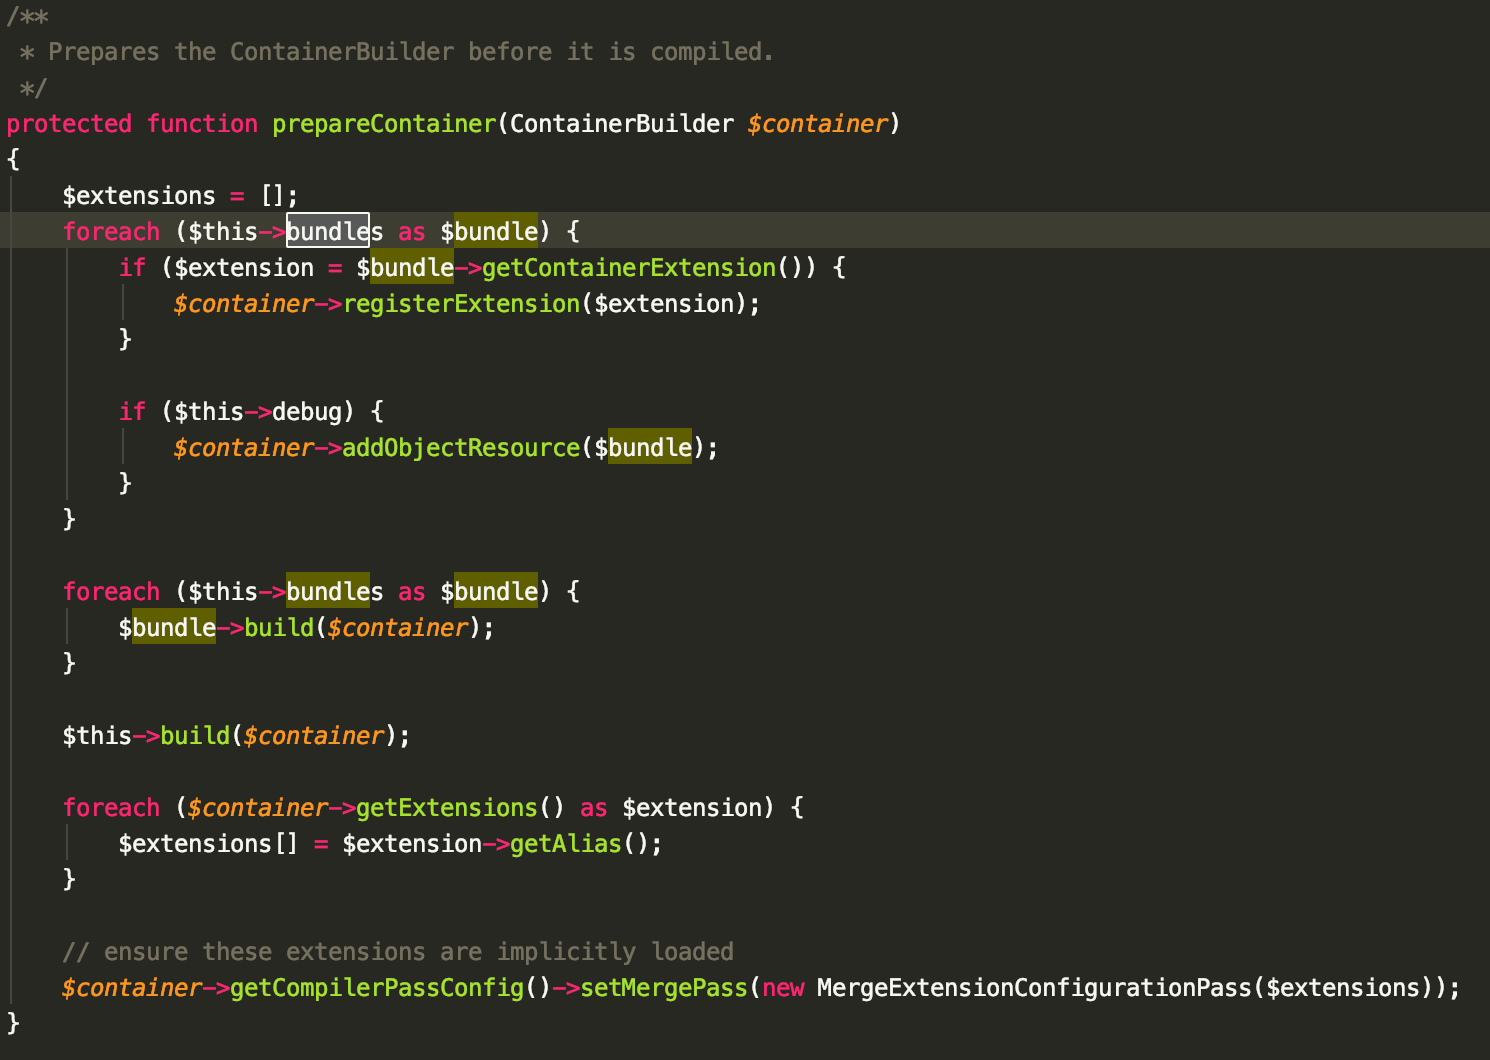 /**
 * Prepares the ContainerBuilder before it is compiled.
 */
protected function prepareContainer(ContainerBuilder $container)
{
    $extensions = [];
    foreach ($this->bundles as $bundle) {
        if ($extension = $bundle->getContainerExtension()) {
            $container->registerExtension($extension);
        }

        if ($this->debug) {
            $container->addObjectResource($bundle);
        }
    }

    foreach ($this->bundles as $bundle) {
        $bundle->build($container);
    }

    $this->build($container);

    foreach ($container->getExtensions() as $extension) {
        $extensions[] = $extension->getAlias();
    }

    // ensure these extensions are implicitly loaded
    $container->getCompilerPassConfig()->setMergePass(new MergeExtensionConfigurationPass($extensions));
}